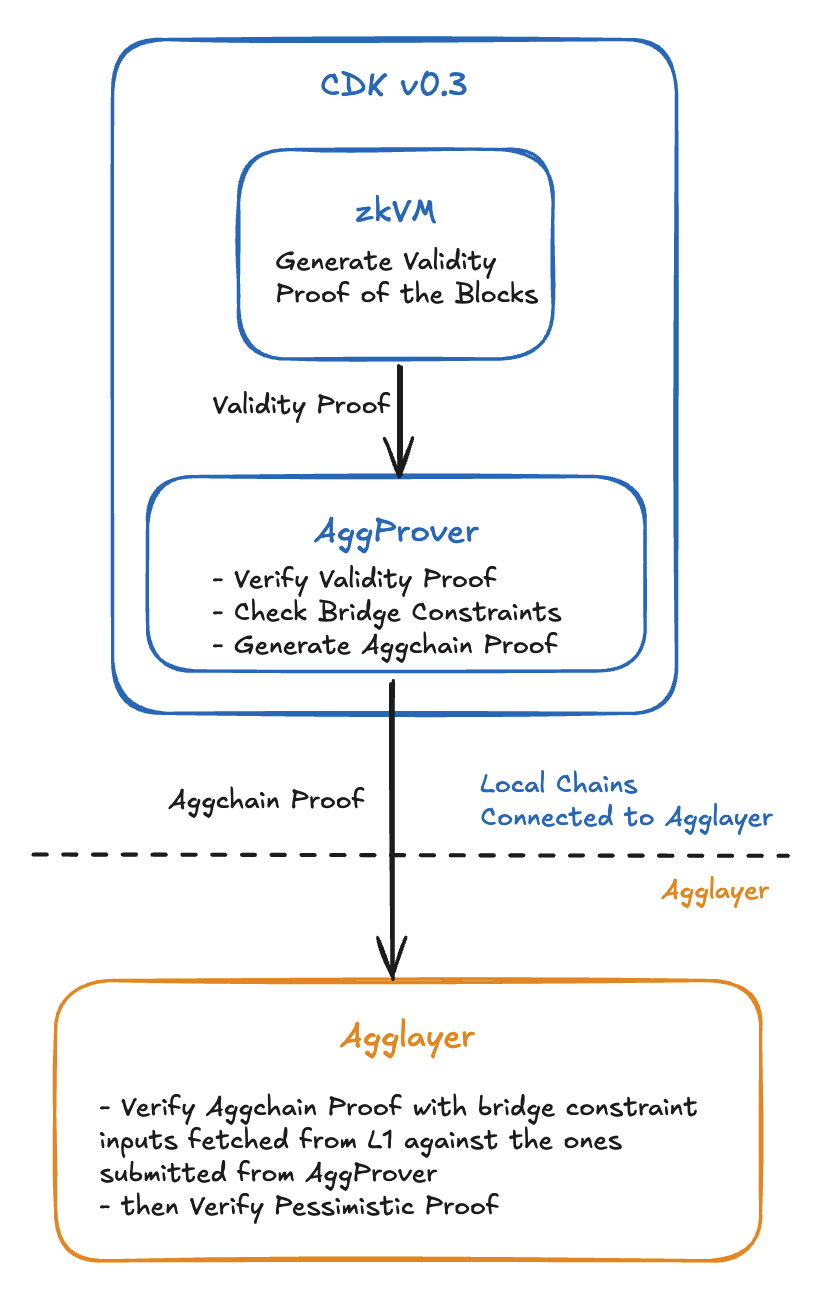 CDK v0.3
zkVM
Generate Validity
Proof of the Blocks
Validity Proof
AggProver
- Verify Validity Proof
- Check Bridge Constraints
- Generate Aggchain Proof
Aggchain Proof
Local Chains
Connected to Agglayer
Agglayer
Agglayer
- Verify Aggchain Proof with bridge constraint
inputs fetched from L1 against the ones
submitted from AggProver
- then Verify Pessimistic Proof